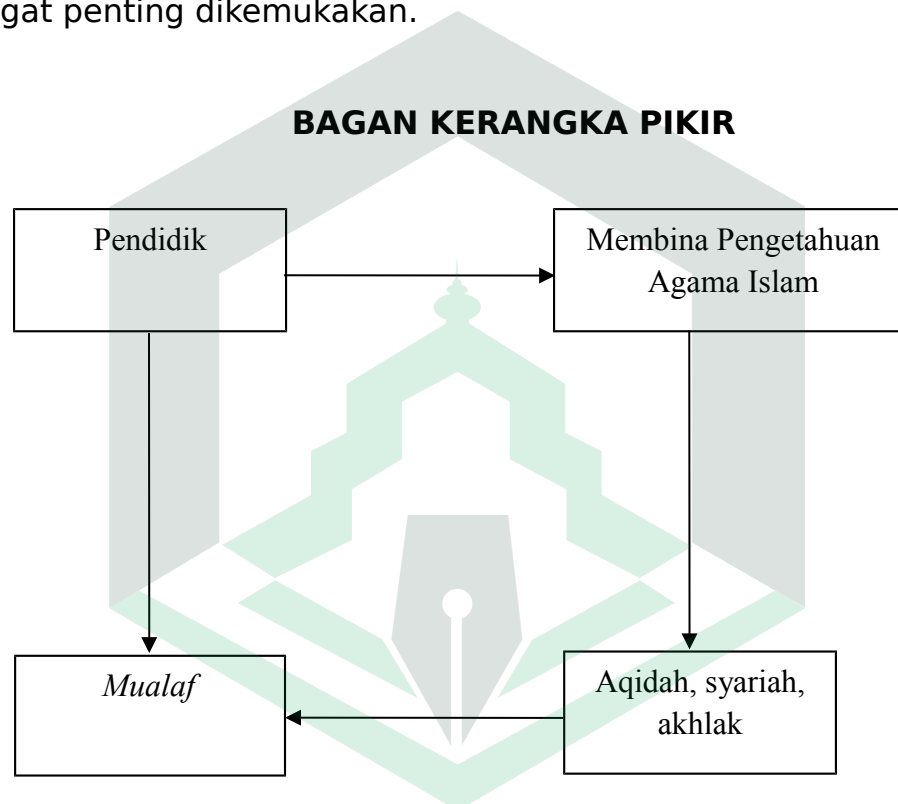 gat penting dikemukakan.
BAGAN KERANGKA PIKIR
Pendidik
Membina Pengetahuan
Agama Islam
Mualaf
Aqidah, syariah,
akhlak